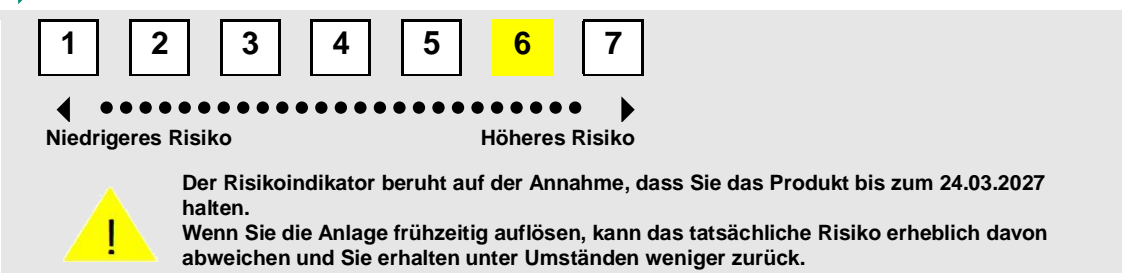 1 2 3 4 5 6 7
Niedrigeres Risiko Höheres Risiko
Der Risikoindikator beruht auf der Annahme, dass Sie das Produkt bis zum 24.03.2027
halten.
Wenn Sie die Anlage frühzeitig auflösen, kann das tatsächliche Risiko erheblich davon
abweichen und Sie erhalten unter Umständen weniger zurück.
!